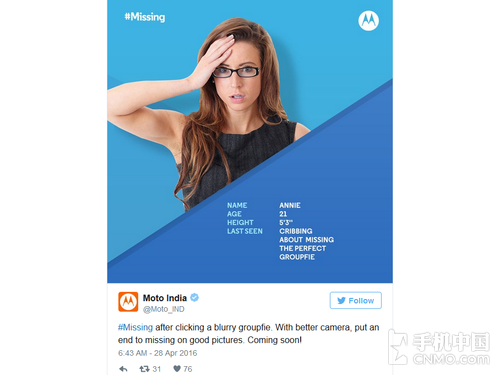 #Missing
NAME ANNIE
AGE 21
HEIGHT 5'3"
LAST SEEN CRIBBING
ABOUT MISSING
THE PERFECT
GROUPFIE
Moto India
@Moto_IND
Follow
#Missing after clicking a blurry groupfie. With better camera, put an
end to missing on good pictures. Coming soon!
6:43 AM - 28 Apr 2016
31 76
手机中国
CNMO.com